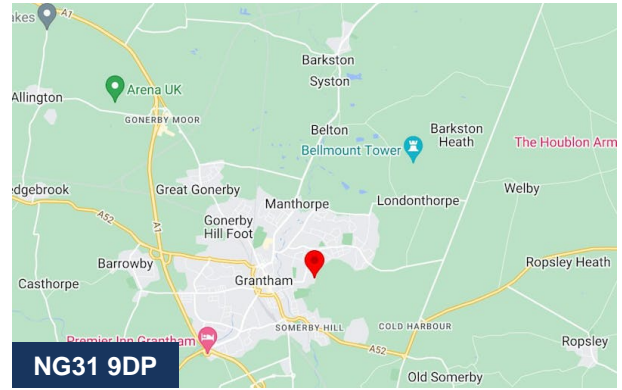 akes
A1
Barkston
Syston
Arena UK
Allington
GONERBY MOOR
Belton
Barkston
Heath
Bellmount Tower
The Houblon Arm
edgebrook
Great Gonerby
Welby
Manthorpe
Londonthorpe
A52
A1
Gonerby
Hill Foot
Barrowby
Ropsley Heath
Casthorpe
Grantham
SOMERBY HILL
COLD HARBOUR
Premier Inn Grantham
A52
Ropsley
NG31 9DP
Old Somerby